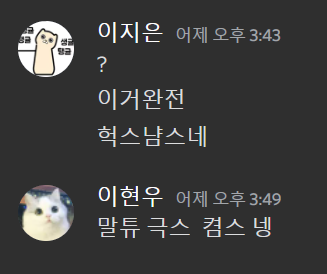 이지은 어제 오후 3:43
?
이거완전
헉스냠스네
이현우 어제 오후 3:49
말튜 극스 켬스 넹